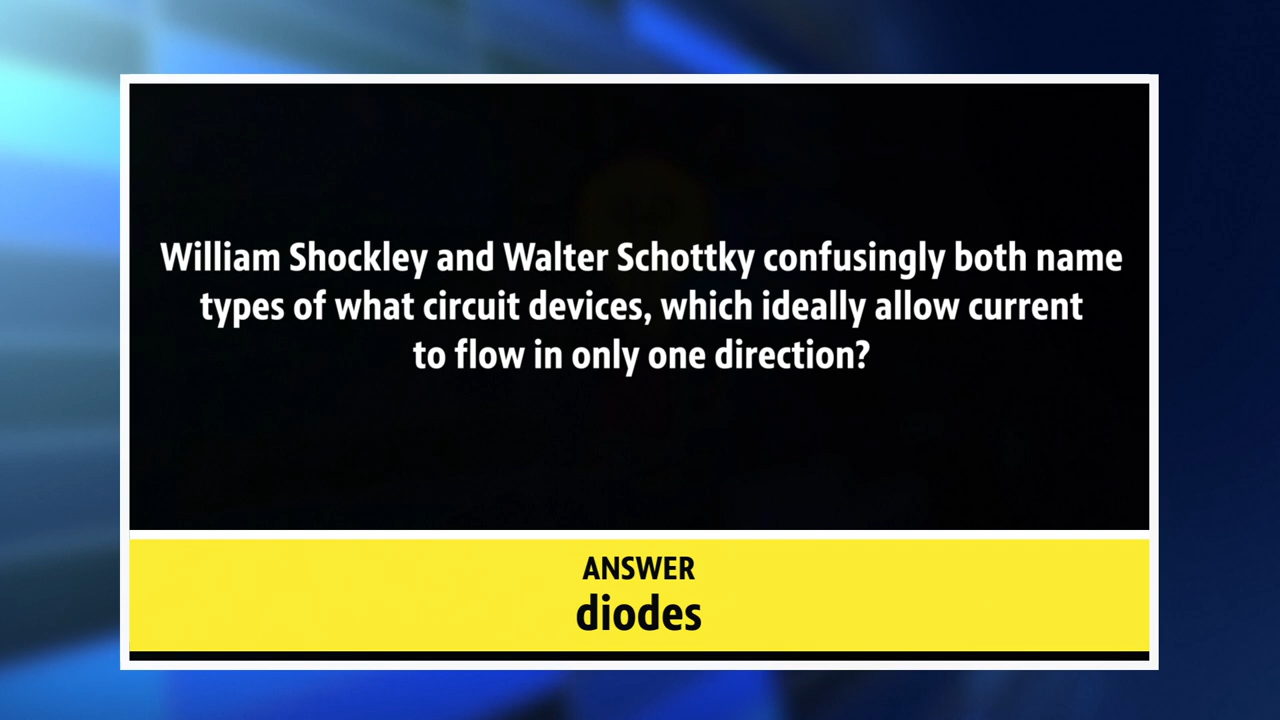 William Shockley and Walter Schottky confusingly both name
types of what circuit devices, which ideally allow current
to flow in only one direction?
ANSWER
diodes